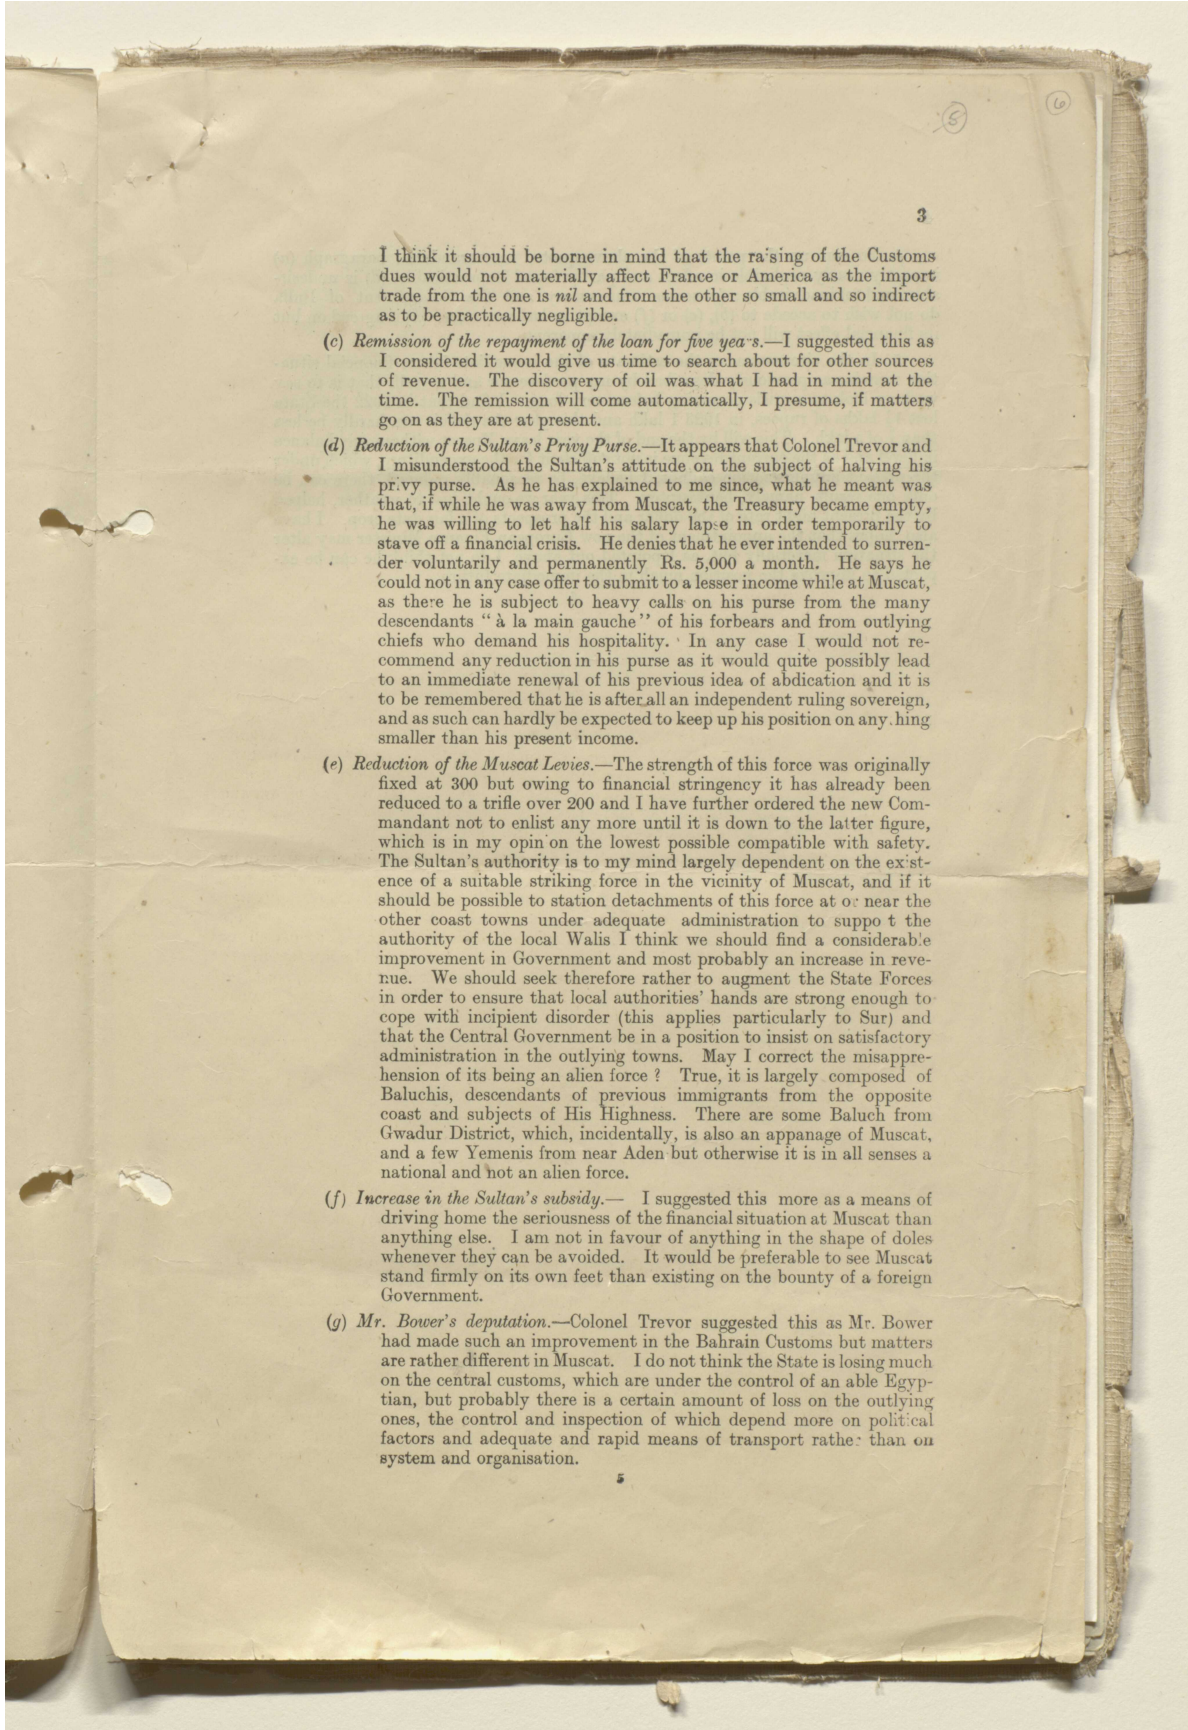 5
6
3
I think it should be borne in mind that the raising of the Customs
dues would not materially affect France or America as the import
trade from the one is nil and from the other so small and so indirect
as to be practically negligible.
(c) Remission of the repayment of the loan for five years.—I suggested this as
I considered it would give us time to search about for other sources
of revenue. The discovery of oil was what I had in mind at the
time. The remission will come automatically, I presume, if matters
go on as they are at present.
(d) Reduction of the Sultan's Privy Purse.—It appears that Colonel Trevor and
I misunderstood the Sultan's attitude on the subject of halving his
privy purse. As he has explained to me since, what he meant was
that, if while he was away from Muscat, the Treasury became empty,
he was willing to let half his salary lapse in order temporarily to
stave off a financial crisis. He denies that he ever intended to surren-
der voluntarily and permanently Rs. 5,000 a month. He says he
could not in any case offer to submit to a lesser income while at Muscat,
as there he is subject to heavy calls on his purse from the many
descendants "à la main gauche" of his forbears and from outlying
chiefs who demand his hospitality. In any case I would not re-
commend any reduction in his purse as it would quite possibly lead
to an immediate renewal of his previous idea of abdication and it is
to be remembered that he is after all an independent ruling sovereign,
and as such can hardly be expected to keep up his position on anything
smaller than his present income.
(e) Reduction of the Muscat Levies.—The strength of this force was originally
fixed at 300 but owing to financial stringency it has already been
reduced to a trifle over 200 and I have further ordered the new Com-
mandant not to enlist any more until it is down to the latter figure,
which is in my opinion the lowest possible compatible with safety.
The Sultan's authority is to my mind largely dependent on the exist-
ence of a suitable striking force in the vicinity of Muscat, and if it
should be possible to station detachments of this force at or near the
other coast towns under adequate administration to support the
authority of the local Walis I think we should find a considerable
improvement in Government and most probably an increase in reve-
nue. We should seek therefore rather to augment the State Forces
in order to ensure that local authorities' hands are strong enough to
cope with incipient disorder (this applies particularly to Sur) and
that the Central Government be in a position to insist on satisfactory
administration in the outlying towns. May I correct the misappre-
hension of its being an alien force? True, it is largely composed of
Baluchis, descendants of previous immigrants from the opposite
coast and subjects of His Highness. There are some Baluch from
Gwadur District, which, incidentally, is also an appanage of Muscat,
and a few Yemenis from near Aden but otherwise it is in all senses a
national and not an alien force.
(f) Increase in the Sultan's subsidy.— I suggested this more as a means of
driving home the seriousness of the financial situation at Muscat than
anything else. I am not in favour of anything in the shape of doles
whenever they can be avoided. It would be preferable to see Muscat
stand firmly on its own feet than existing on the bounty of a foreign
Government.
(g) Mr. Bower's deputation.—Colonel Trevor suggested this as Mr. Bower
had made such an improvement in the Bahrain Customs but matters
are rather different in Muscat. I do not think the State is losing much
on the central customs, which are under the control of an able Egyp-
tian, but probably there is a certain amount of loss on the outlying
ones, the control and inspection of which depend more on political
factors and adequate and rapid means of transport rather than on
system and organisation.
5